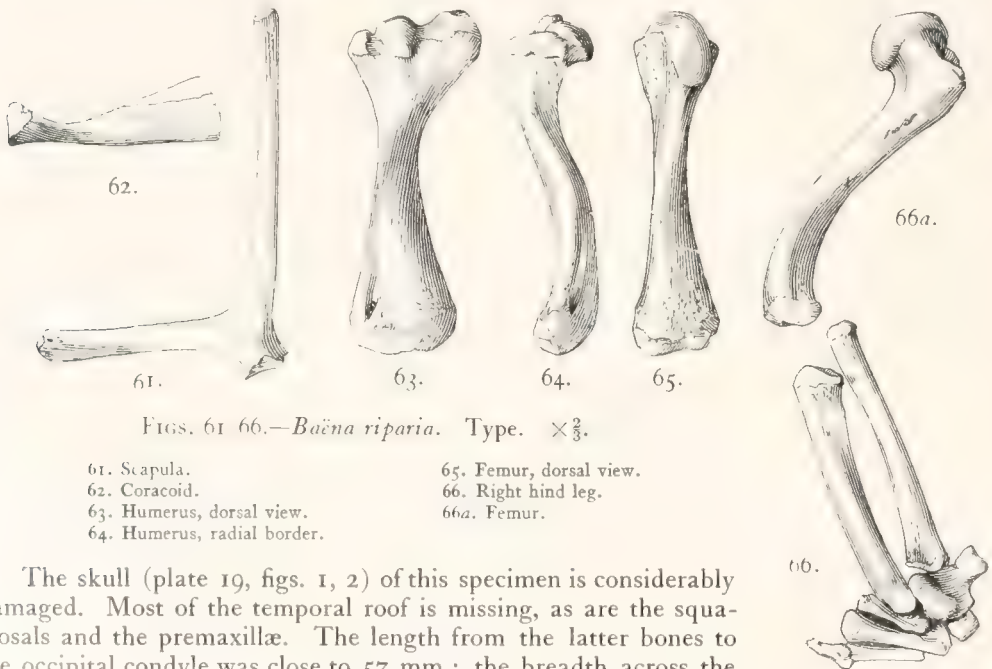 62.
66a.
61.
63.
64.
65.
FIGS. 61 66.—Baëna riparia. Type. ×⅔.
61. Scapula.
62. Coracoid.
63. Humerus, dorsal view.
64. Humerus, radial border.
65. Femur, dorsal view.
66. Right hind leg.
66a. Femur.
66.
The skull (plate 19, figs. 1, 2) of this specimen is considerably
Most of the temporal roof is missing, as are the squa-
and the premaxillæ. The length from the latter bones to
occipital condyle was close to 57 mm.; the breadth across the